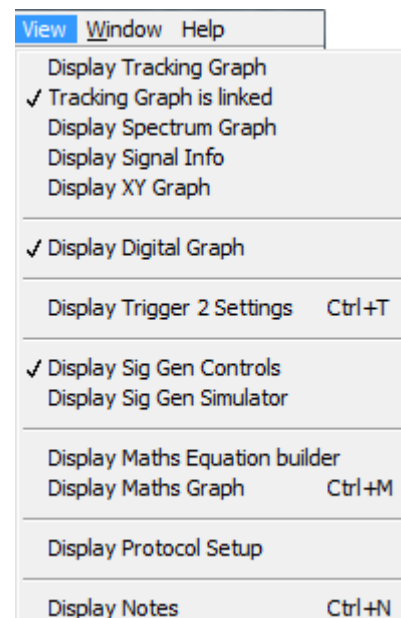 View Window Help
Display Tracking Graph
✓ Tracking Graph is linked
Display Spectrum Graph
Display Signal Info
Display XY Graph
✓ Display Digital Graph
Display Trigger 2 Settings Ctrl+T
✓ Display Sig Gen Controls
Display Sig Gen Simulator
Display Maths Equation builder
Display Maths Graph Ctrl+M
Display Protocol Setup
Display Notes Ctrl+N